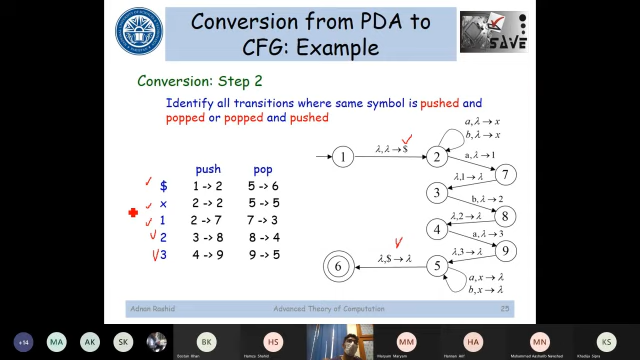 Conversion from PDA to
CFG: Example
SAVE
Conversion: Step 2
Identify all transitions where same symbol is pushed and
popped or popped and pushed
push pop
$ 1 -> 2 5 -> 6
x 2 -> 2 5 -> 5
1 2 -> 7 7 -> 3
2 3 -> 8 8 -> 4
3 4 -> 9 9 -> 5
a, λ → x
b, λ → x
λ, λ → $
1
2
a, λ → 1
7
λ, 1 → λ
3
b, λ → 2
8
λ, 2 → λ
4
a, λ → 3
9
λ, 3 → λ
λ, $ → λ
6
5
a, x → λ
b, x → λ
Adnan Rashid Advanced Theory of Computation 25
+14
MA
AK
SK
BK
HS
MM
HA
MN
KS